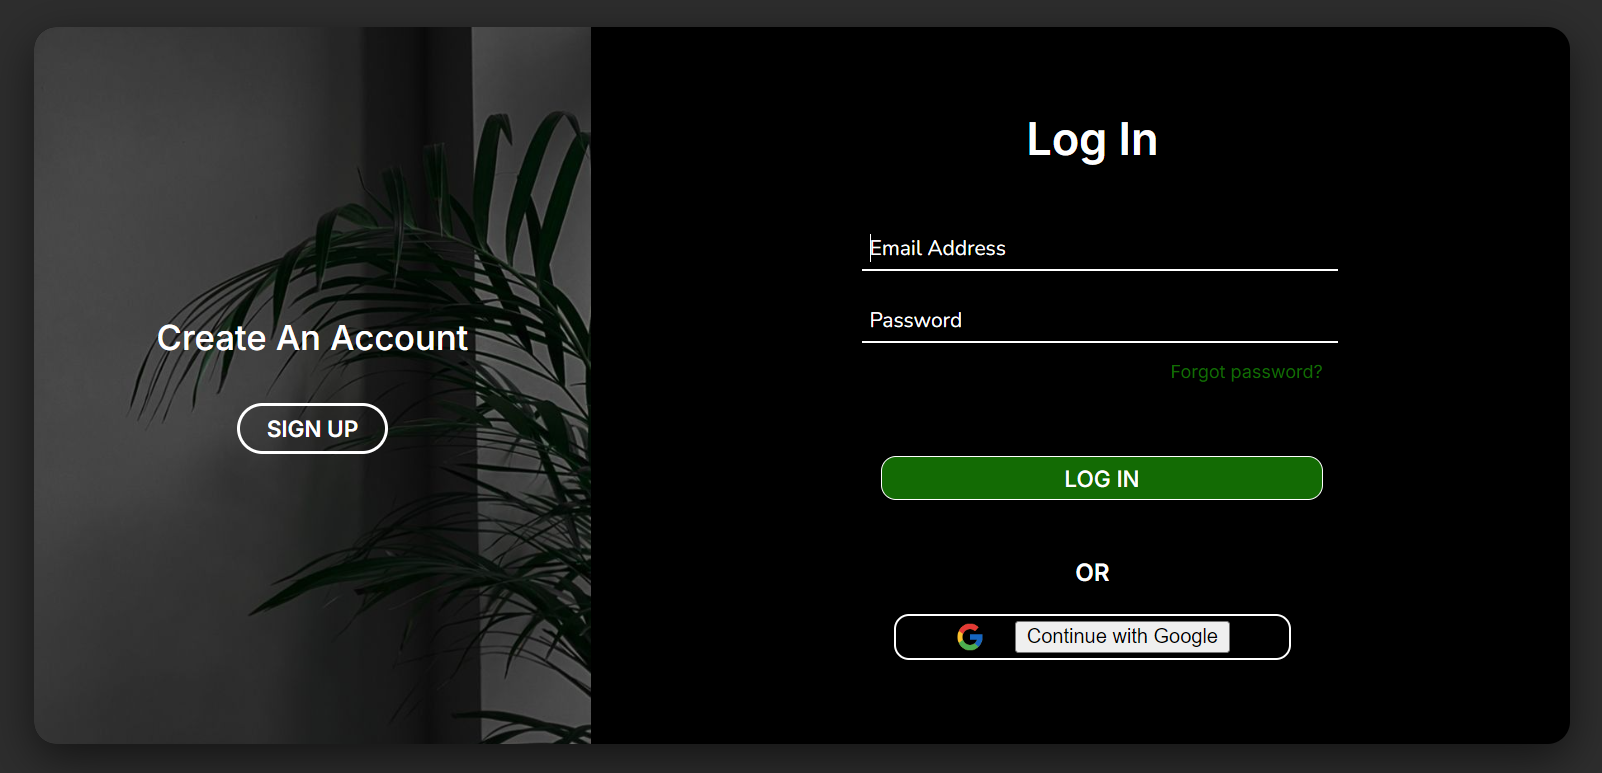 Create An Account
SIGN UP
Log In
Email Address
Password
Forgot password?
LOG IN
OR
Continue with Google